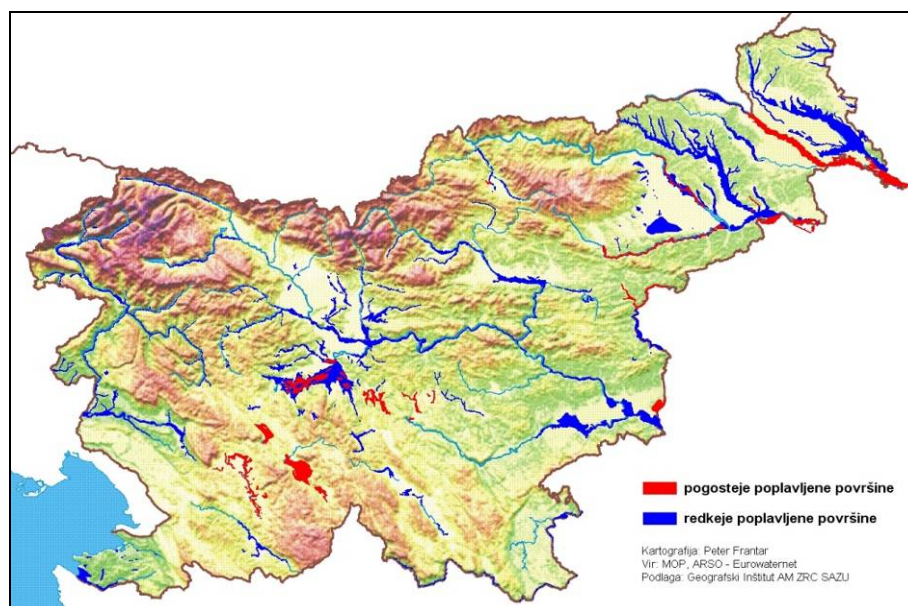 pogosteje poplavljene površine
redkeje poplavljene površine
Kartografija: Peter Frantar
Vir: MOP, ARSO - Eurowaternet
Podlaga: Geografski Inštitut AM ZRC SAZU